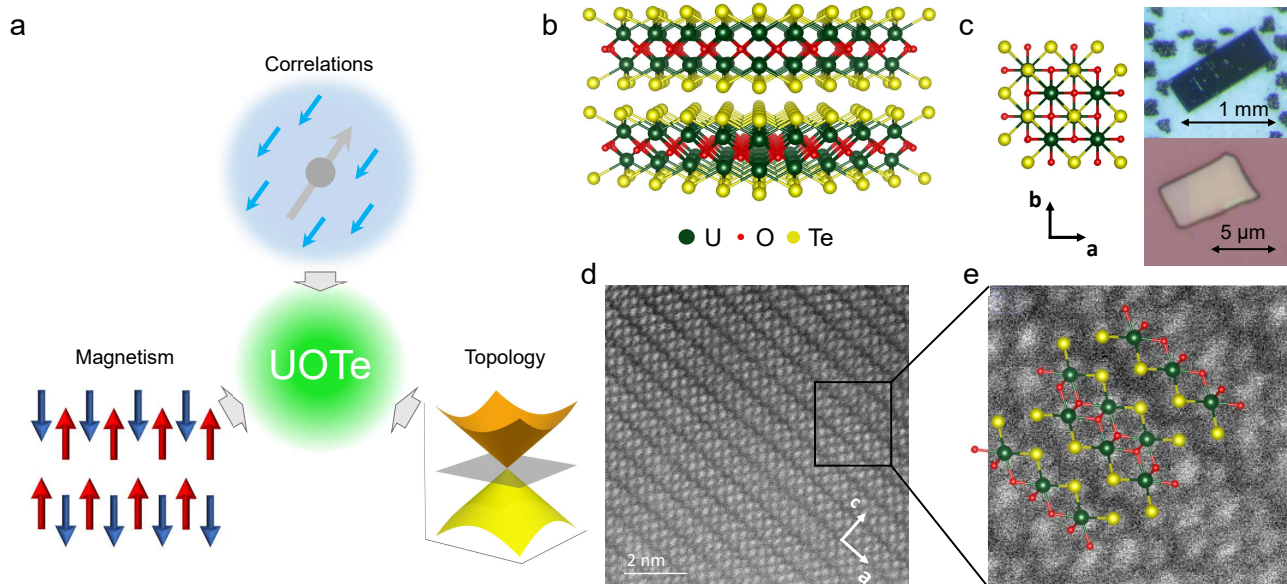 a
Correlations
UOTe
Magnetism
Topology
b
U O Te
c
1 mm
5 µm
b
a
d
2 nm
c
a
e